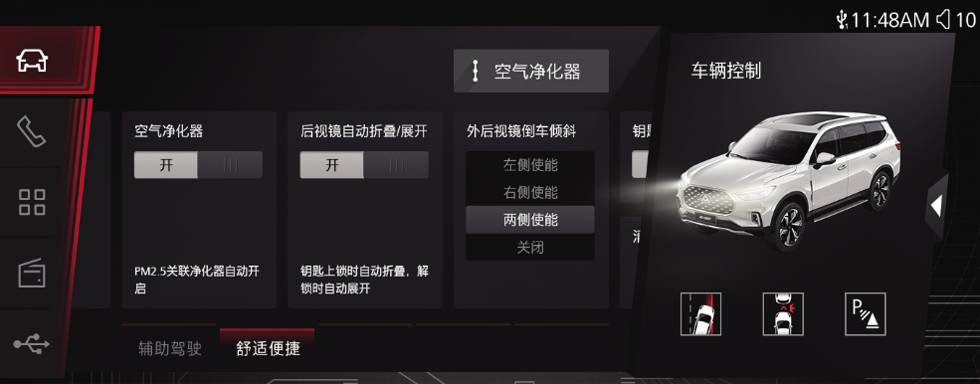 11:48AM 10
空气净化器
车辆控制
空气净化器
开
PM2.5关联净化器自动开
启
后视镜自动折叠/展开
开
钥匙上锁时自动折叠，解
锁时自动展开
外后视镜倒车倾斜
左侧使能
右侧使能
两侧使能
关闭
辅助驾驶
舒适便捷
P